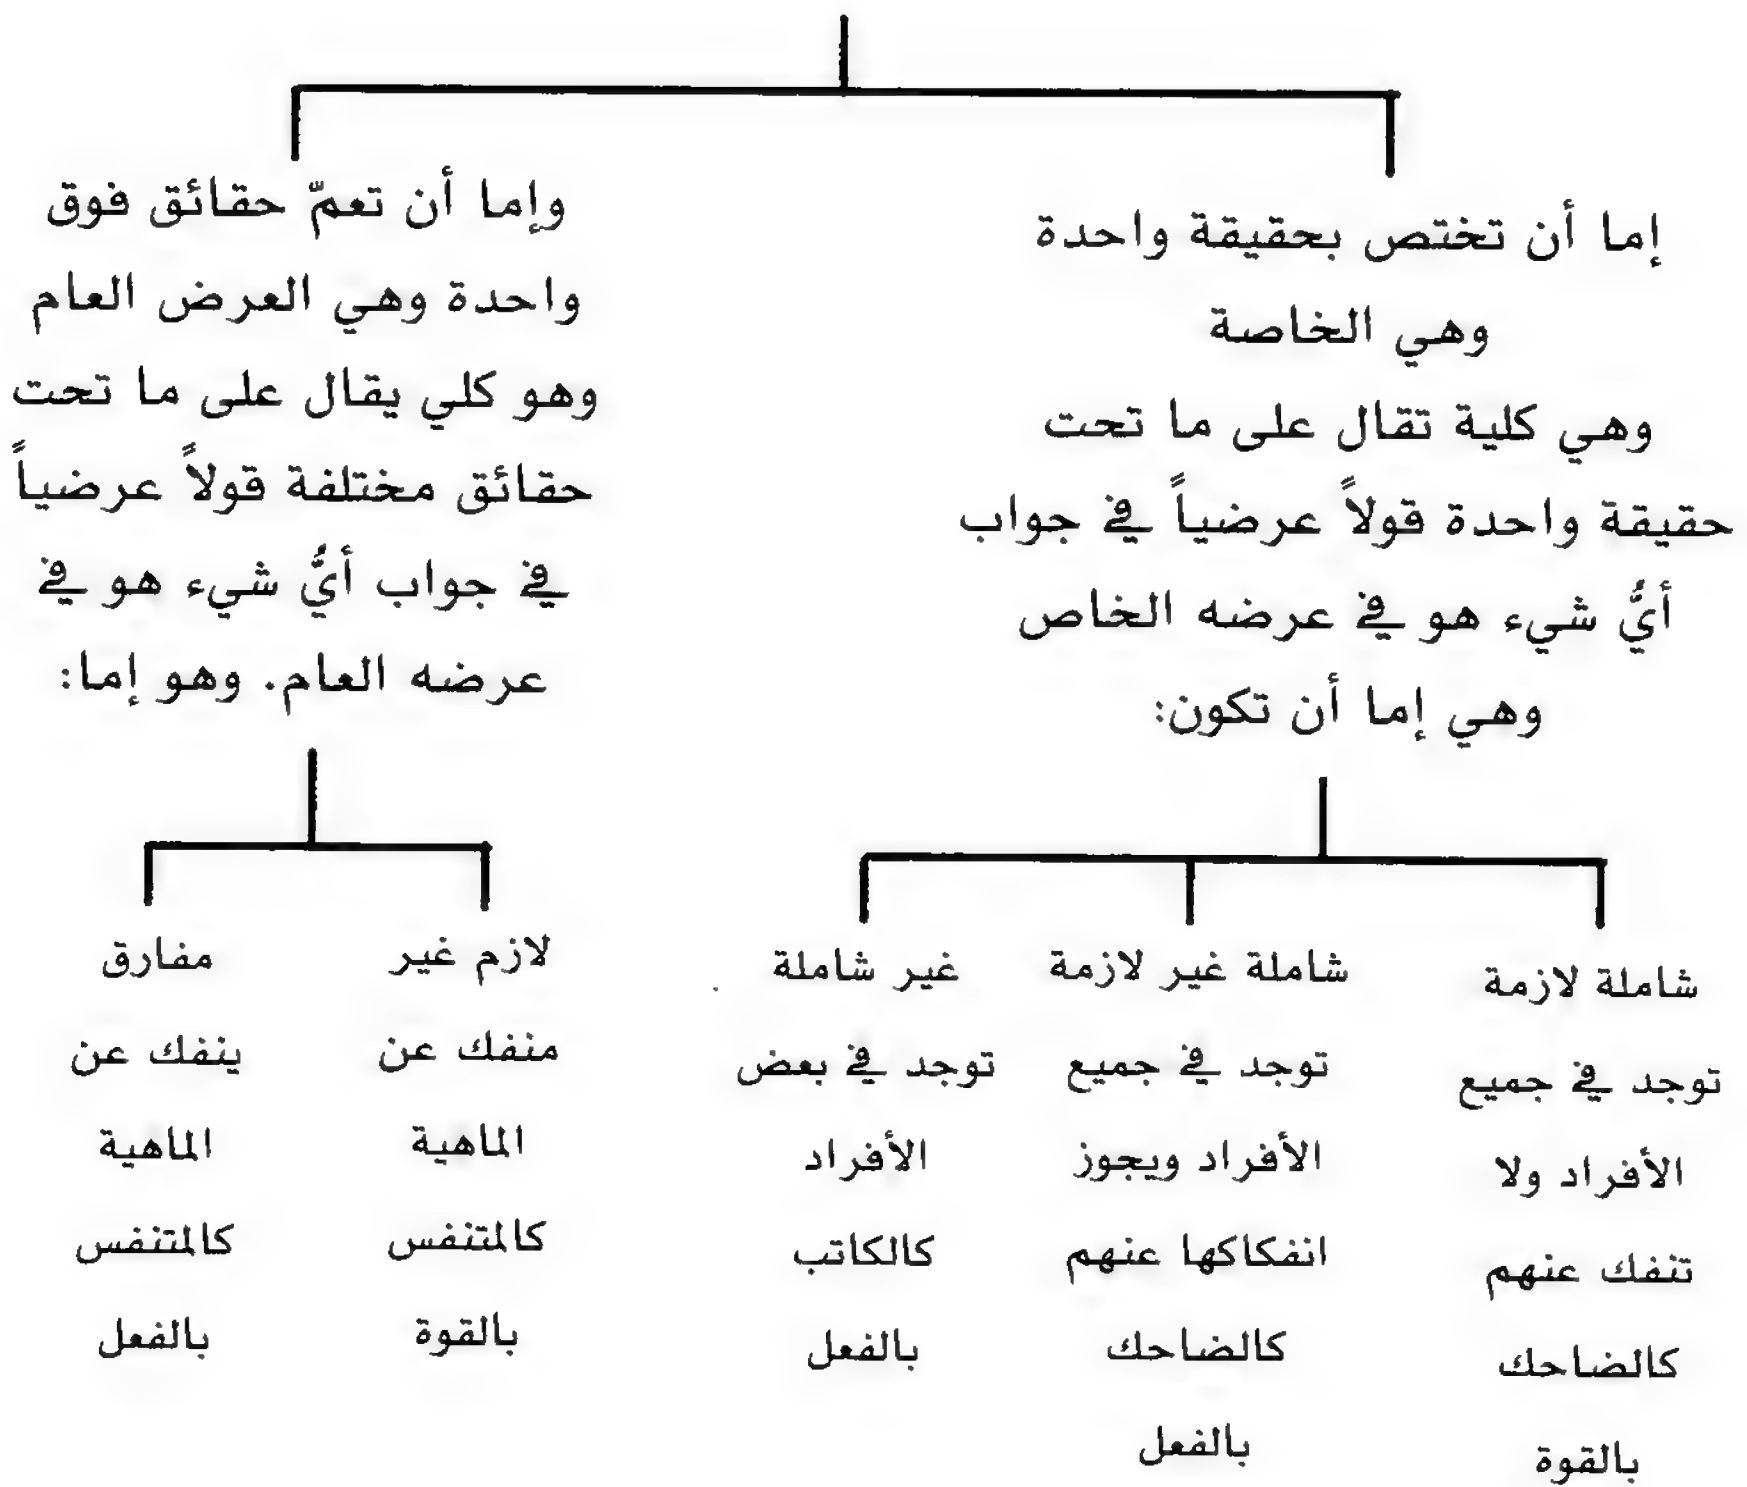 إما أن تختص بحقيقة واحدة
وهي الخاصة
وهي كلية تقال على ما تحت
حقيقة واحدة قولاً عرضياً في جواب
أيُّ شيء هو في عرضه الخاص
وهي إما أن تكون:
شاملة لازمة
توجد في جميع
الأفراد ولا
تنفك عنهم
كالضاحك
بالقوة
شاملة غير لازمة
توجد في جميع
الأفراد ويجوز
انفكاكها عنهم
كالضاحك
بالفعل
غير شاملة
توجد في بعض
الأفراد
كالكاتب
بالفعل
وإما أن تعمّ حقائق فوق
واحدة وهي العرض العام
وهو كلي يقال على ما تحت
حقائق مختلفة قولاً عرضياً
في جواب أيُّ شيء هو في
عرضه العام. وهو إما:
لازم غير
منفك عن
الماهية
كالمتنفس
بالقوة
مفارق
ينفك عن
الماهية
كالمتنفس
بالفعل